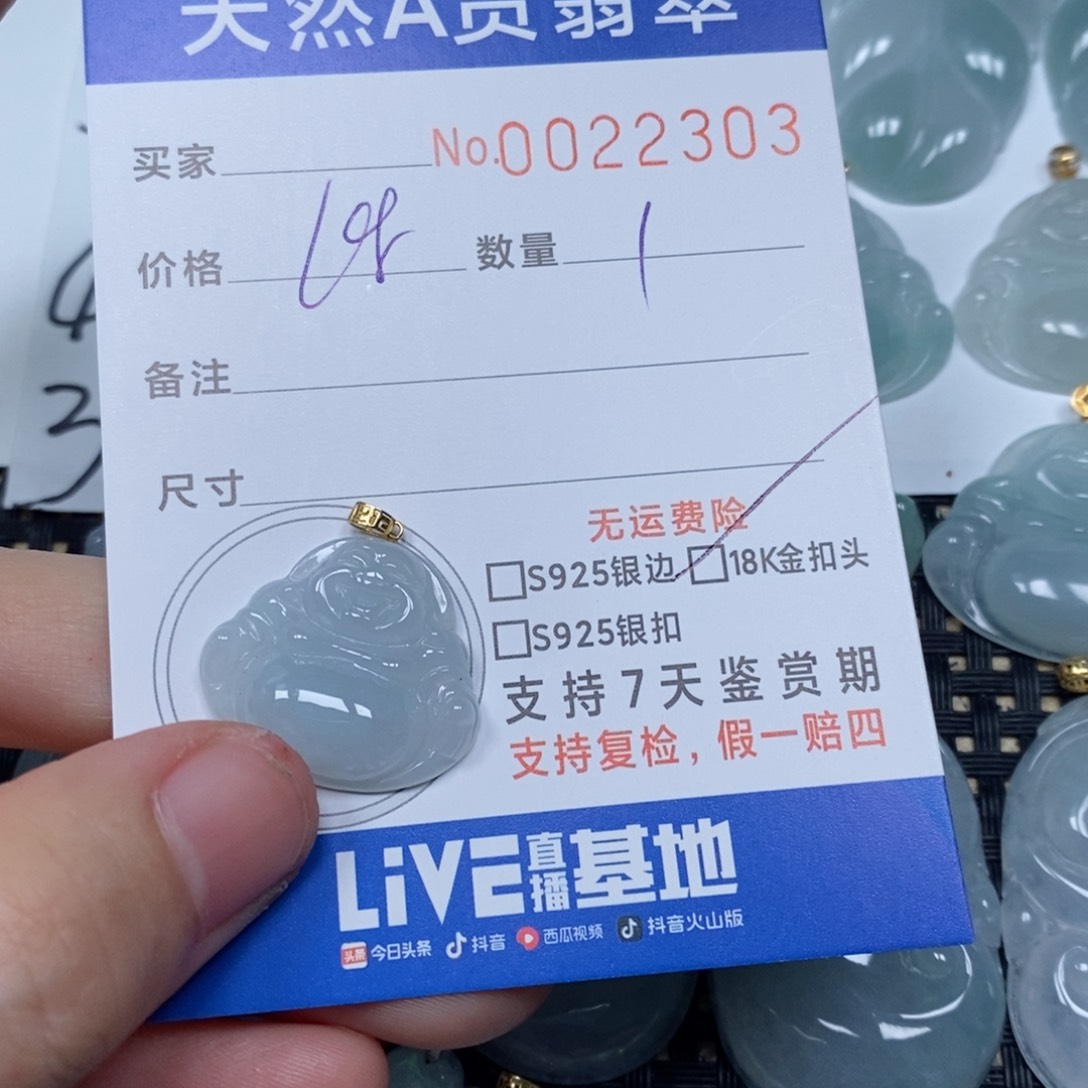 天然A货翡翠
买家 No.0022303
价格 数量 1
备注
尺寸
无运费险
S925银边 18K金扣头
S925银扣
支持7天鉴赏期
支持复检，假一赔四
LiVE直播基地
头条 今日头条 抖音 西瓜视频 抖音火山版